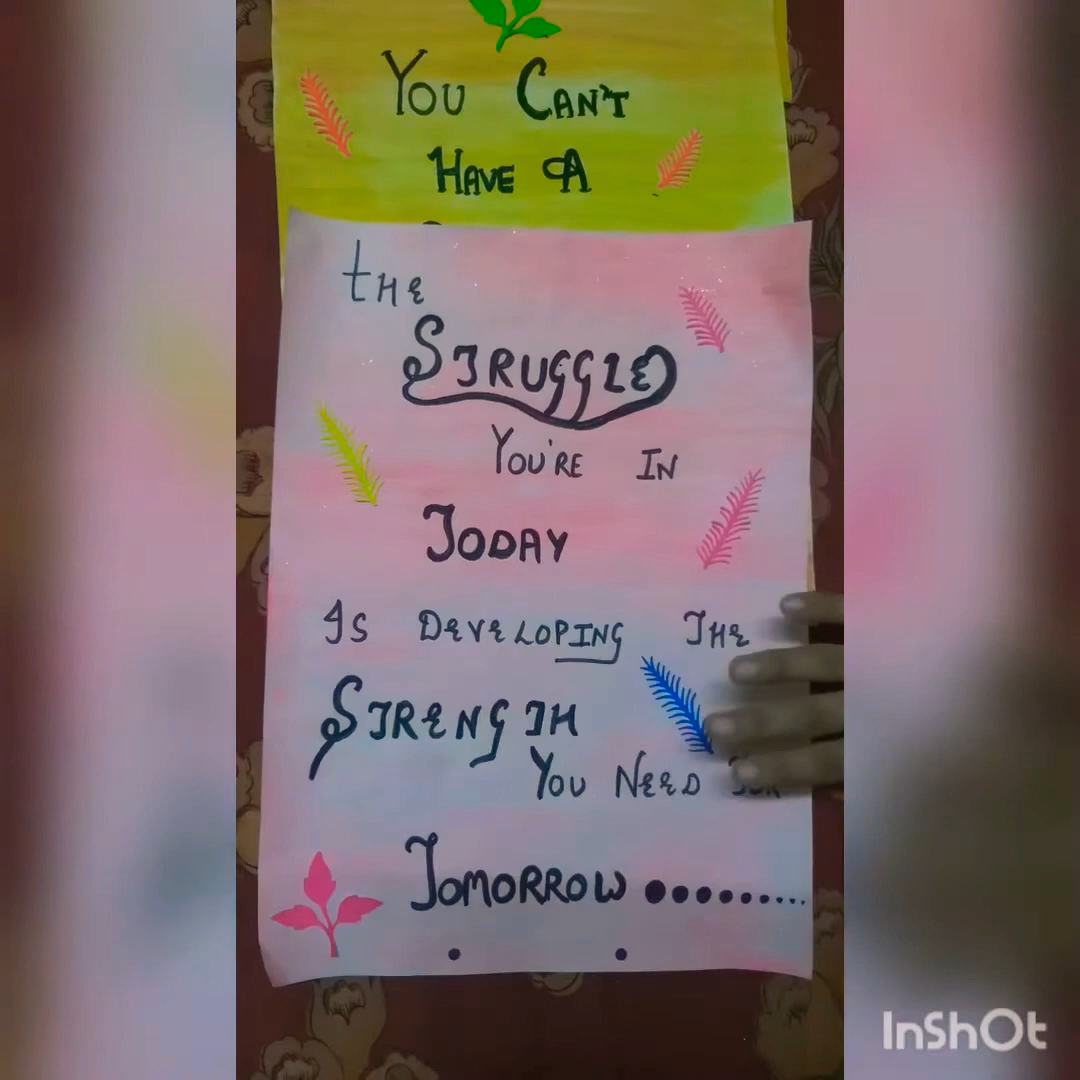 You Can't
Have A
the
Struggle
You're In
Today
Is Developing The
Strength
You Need
Tomorrow.........
InShOt